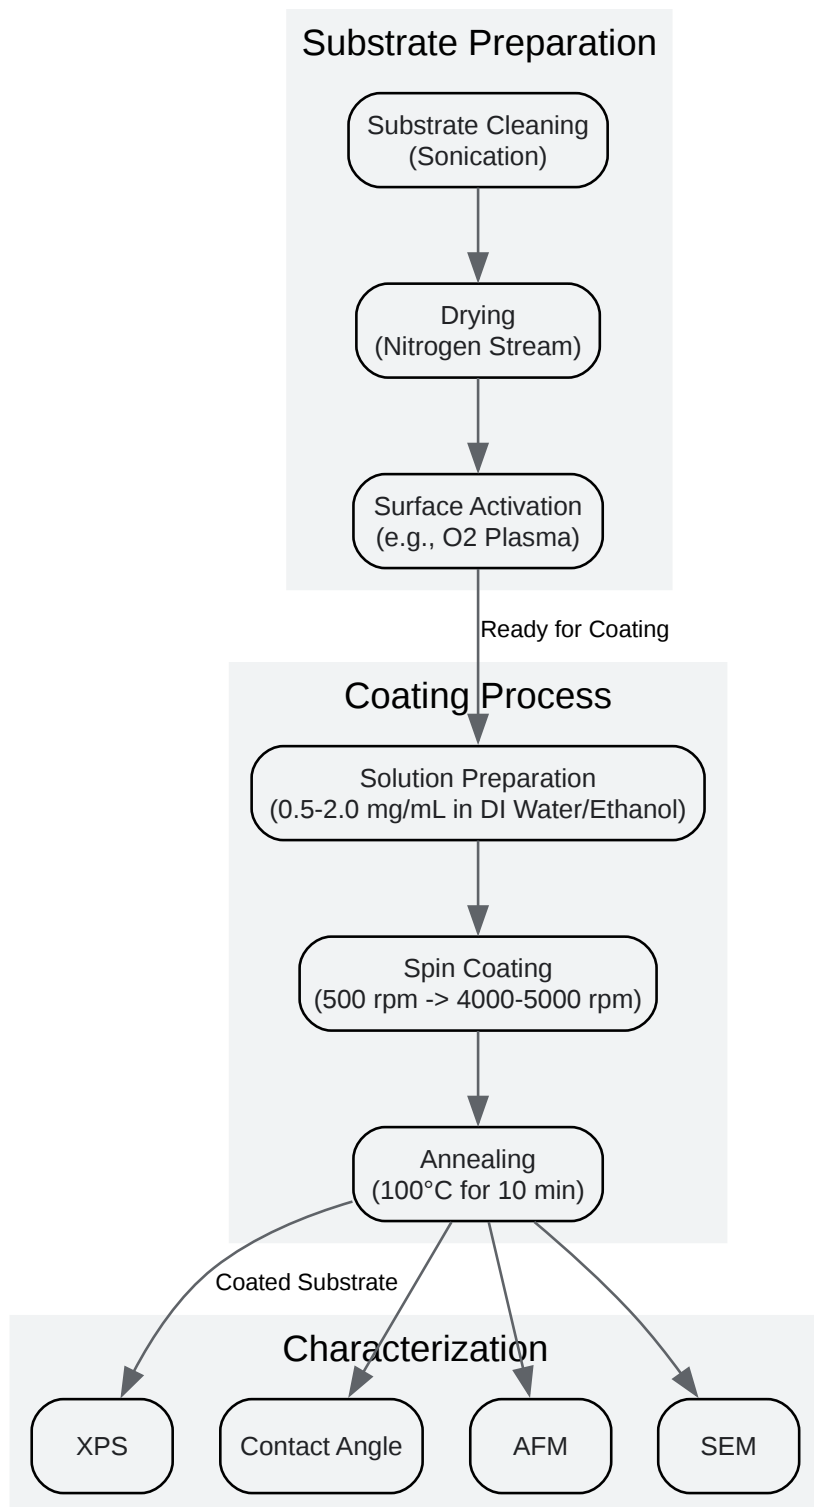 Substrate Preparation
Substrate Cleaning
(Sonication)
Drying
(Nitrogen Stream)
Surface Activation
(e.g., O2 Plasma)
Ready for Coating
Coating Process
Solution Preparation
(0.5-2.0 mg/mL in DI Water/Ethanol)
Spin Coating
(500 rpm -> 4000-5000 rpm)
Annealing
(100°C for 10 min)
Coated Substrate
Characterization
XPS
Contact Angle
AFM
SEM